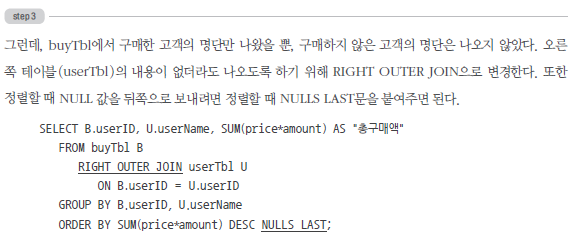 step 3
그런데, buyTbl에서 구매한 고객의 명단만 나왔을 뿐, 구매하지 않은 고객의 명단은 나오지 않았다. 오른
쪽 테이블(userTbl)의 내용이 없더라도 나오도록 하기 위해 RIGHT OUTER JOIN으로 변경한다. 또한
정렬할 때 NULL 값을 뒤쪽으로 보내려면 정렬할 때 NULLS LAST문을 붙여주면 된다.
SELECT B.userID, U.userName, SUM(price*amount) AS "총구매액"
FROM buyTbl B
RIGHT OUTER JOIN userTbl U
ON B.userID = U.userID
GROUP BY B.userID, U.userName
ORDER BY SUM(price*amount) DESC NULLS LAST;